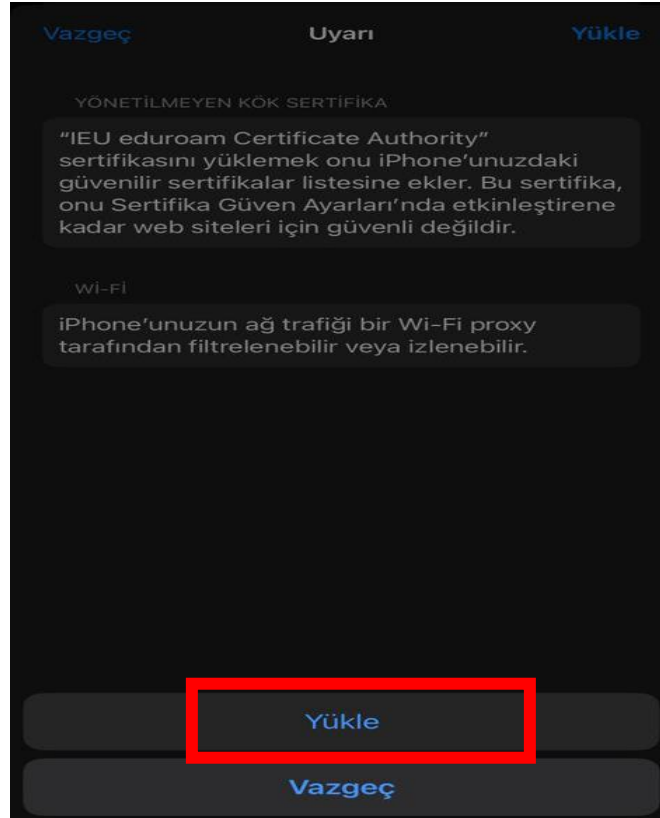 Vazgeç Uyarı Yükle
YÖNETİLMEYEN KÖK SERTİFİKA
“IEU eduroam Certificate Authority”
sertifikasını yüklemek onu iPhone’unuzdaki
güvenilir sertifikalar listesine ekler. Bu sertifika,
onu Sertifika Güven Ayarları’nda etkinleştirene
kadar web siteleri için güvenli değildir.
Wİ-Fİ
iPhone’unuzun ağ trafiği bir Wi-Fi proxy
tarafından filtrelenebilir veya izlenebilir.
Yükle
Vazgeç